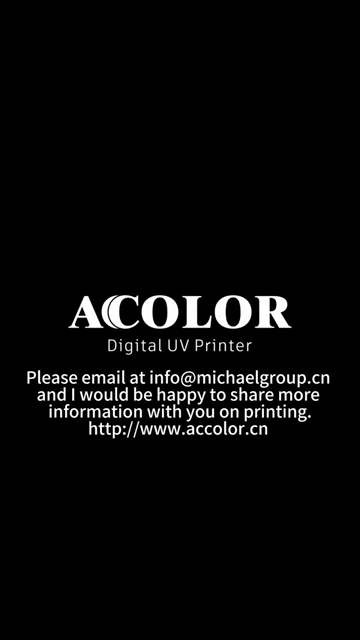 ACCOLOR
Digital UV Printer
Please email at info@michaelgroup.cn
and I would be happy to share more
information with you on printing.
http://www.accolor.cn